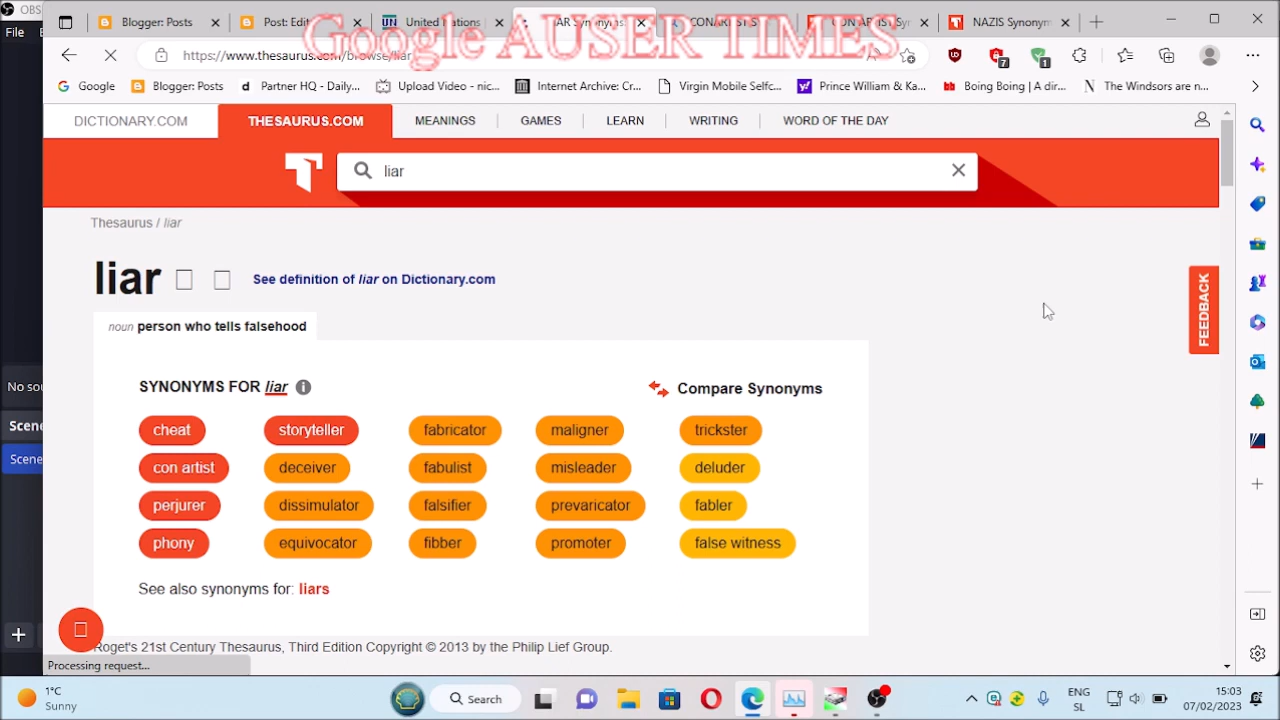 OBS
File
Blogger: Posts
Post: Edit
United Nations
AR Synonyms
CON ARTIST Syn
NAZIS Synonym
Google AUSER TIMES
https://www.thesaurus.com/browse/liar
7
1
Google
Blogger: Posts
Partner HQ - Daily...
Upload Video - nic...
Internet Archive: Cr...
Virgin Mobile Selfc...
Prince William & Ka...
Boing Boing | A dir...
The Windsors are n...
DICTIONARY.COM
THESAURUS.COM
MEANINGS
GAMES
LEARN
WRITING
WORD OF THE DAY
liar
Thesaurus / liar
liar
See definition of liar on Dictionary.com
FEEDBACK
noun person who tells falsehood
SYNONYMS FOR liar
Compare Synonyms
cheat storyteller fabricator maligner trickster
con artist deceiver fabulist misleader deluder
perjurer dissimulator falsifier prevaricator fabler
phony equivocator fibber promoter false witness
See also synonyms for: liars
Roget's 21st Century Thesaurus, Third Edition Copyright © 2013 by the Philip Lief Group.
Processing request...
No sou
Scene
Scene
1°C
Sunny
Search
ENG
SL
15:03
07/02/2023